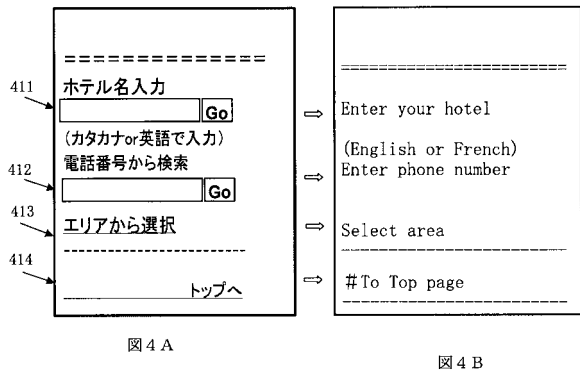 411
ホテル名入力
Go
(カタカナor英語で入力)
412
電話番号から検索
Go
413
エリアから選択
414
トップへ
図4A
⇨ Enter your hotel
(English or French)
⇨ Enter phone number
⇨ Select area
⇨ #To Top page
図4B